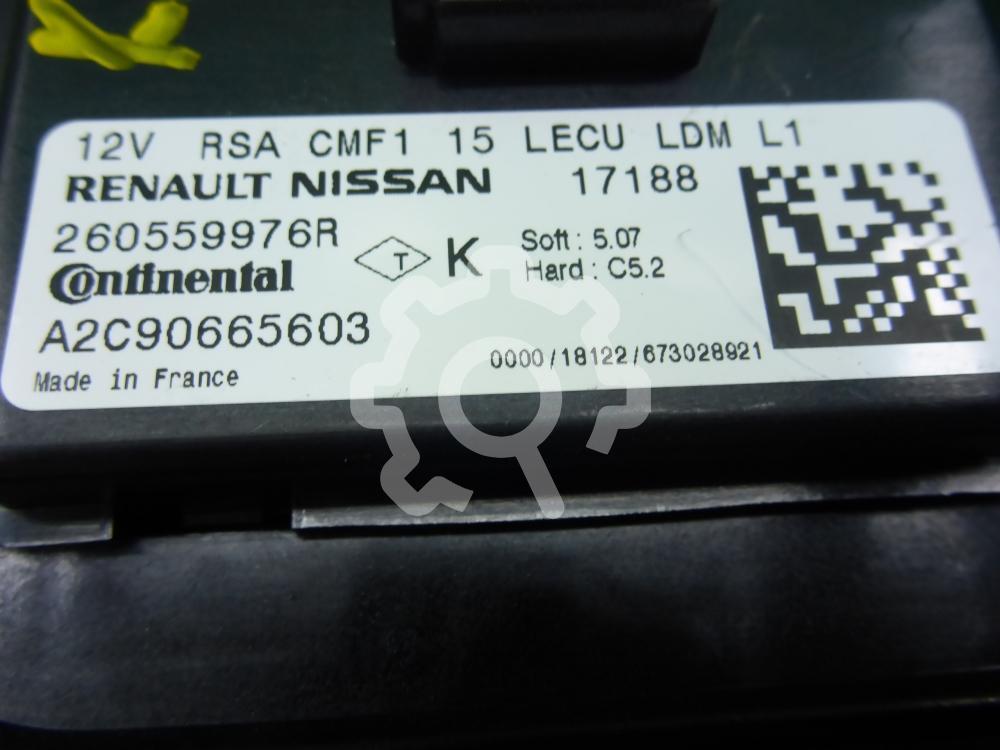 12V RSA CMF1 15 LECU LDM L1
RENAULT NISSAN 17188
260559976R
Continental
T K
Soft : 5.07
Hard : C5.2
A2C90665603
0000/18122/673028921
Made in France